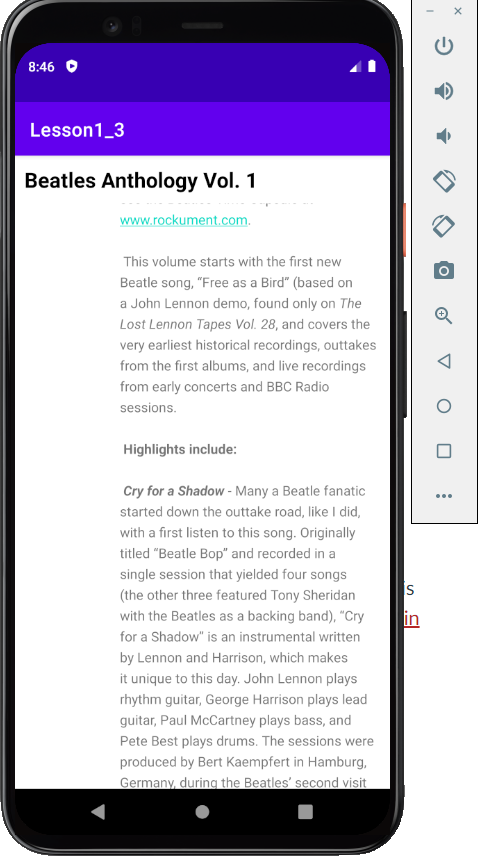 8:46
Lesson1_3
Beatles Anthology Vol. 1
www.rockument.com.
This volume starts with the first new
Beatle song, “Free as a Bird” (based on
a John Lennon demo, found only on The
Lost Lennon Tapes Vol. 28, and covers the
very earliest historical recordings, outtakes
from the first albums, and live recordings
from early concerts and BBC Radio
sessions.
Highlights include:
Cry for a Shadow - Many a Beatle fanatic
started down the outtake road, like I did,
with a first listen to this song. Originally
titled “Beatle Bop” and recorded in a
single session that yielded four songs
(the other three featured Tony Sheridan
with the Beatles as a backing band), “Cry
for a Shadow” is an instrumental written
by Lennon and Harrison, which makes
it unique to this day. John Lennon plays
rhythm guitar, George Harrison plays lead
guitar, Paul McCartney plays bass, and
Pete Best plays drums. The sessions were
produced by Bert Kaempfert in Hamburg,
Germany, during the Beatles’ second visit
is
in